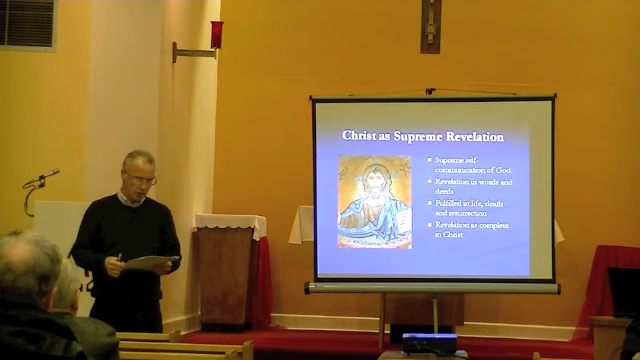 Christ as Supreme Revelation
Supreme self-
communication of God
Revelation in words and
deeds
Fulfilled in life, death
and resurrection
Revelation as complete
in Christ